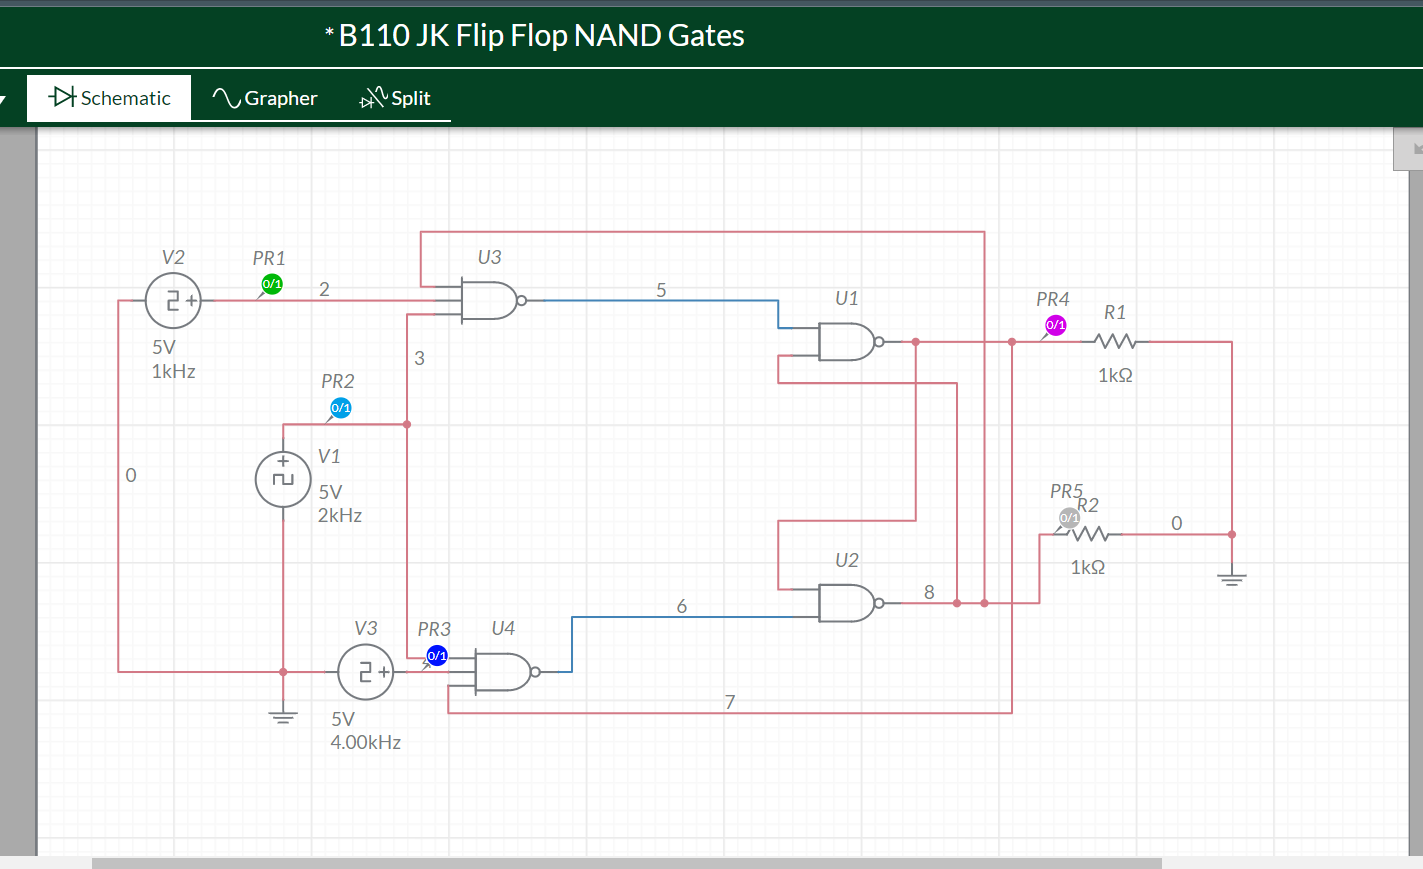 * B110 JK Flip Flop NAND Gates
Schematic
Grapher
Split
V2
PR1
0/1
2
5V
1kHz
U3
5
U1
PR4
0/1
R1
1kΩ
3
PR2
0/1
0
V1
5V
2kHz
PR5
0/1
R2
0
1kΩ
U2
8
6
V3
PR3
0/1
U4
7
5V
4.00kHz